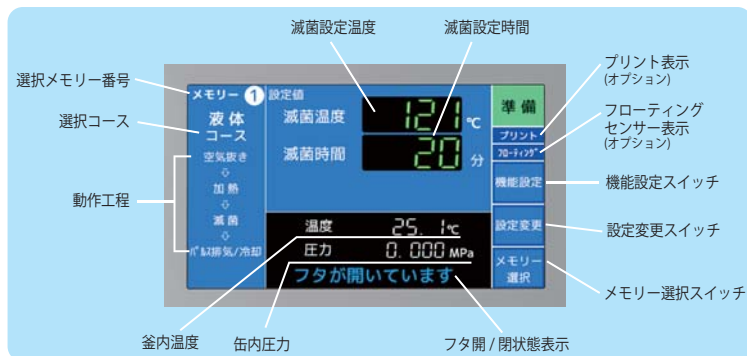 滅菌設定温度
滅菌設定時間
選択メモリー番号
選択コース
動作工程
メモリー 1
液体
コース
空気抜き
⇩
加熱
⇩
滅菌
⇩
パルス排気/冷却
設定値
滅菌温度 121 ℃
滅菌時間 20 分
温度 25.1℃
圧力 0.000 MPa
フタが開いています
準備
プリント
フローティング
機能設定
設定変更
メモリー
選択
プリント表示
(オプション)
フローティング
センサー表示
(オプション)
機能設定スイッチ
設定変更スイッチ
メモリー選択スイッチ
釜内温度
缶内圧力
フタ開 / 閉状態表示